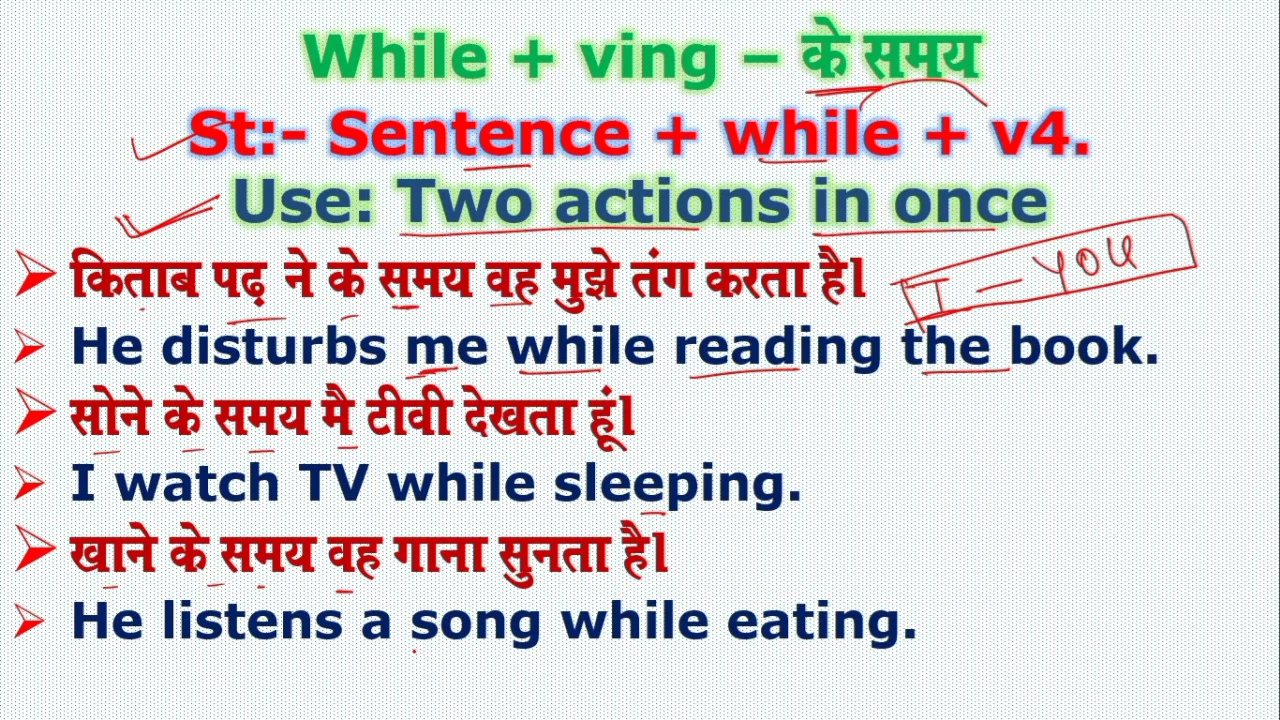 While + ving – के समय
St:- Sentence + while + v4.
Use: Two actions in once
किताब पढ़ ने के समय वह मुझे तंग करता है।
I – YOU
He disturbs me while reading the book.
सोने के समय मै टीवी देखता हूं।
I watch TV while sleeping.
खाने के समय वह गाना सुनता है।
He listens a song while eating.